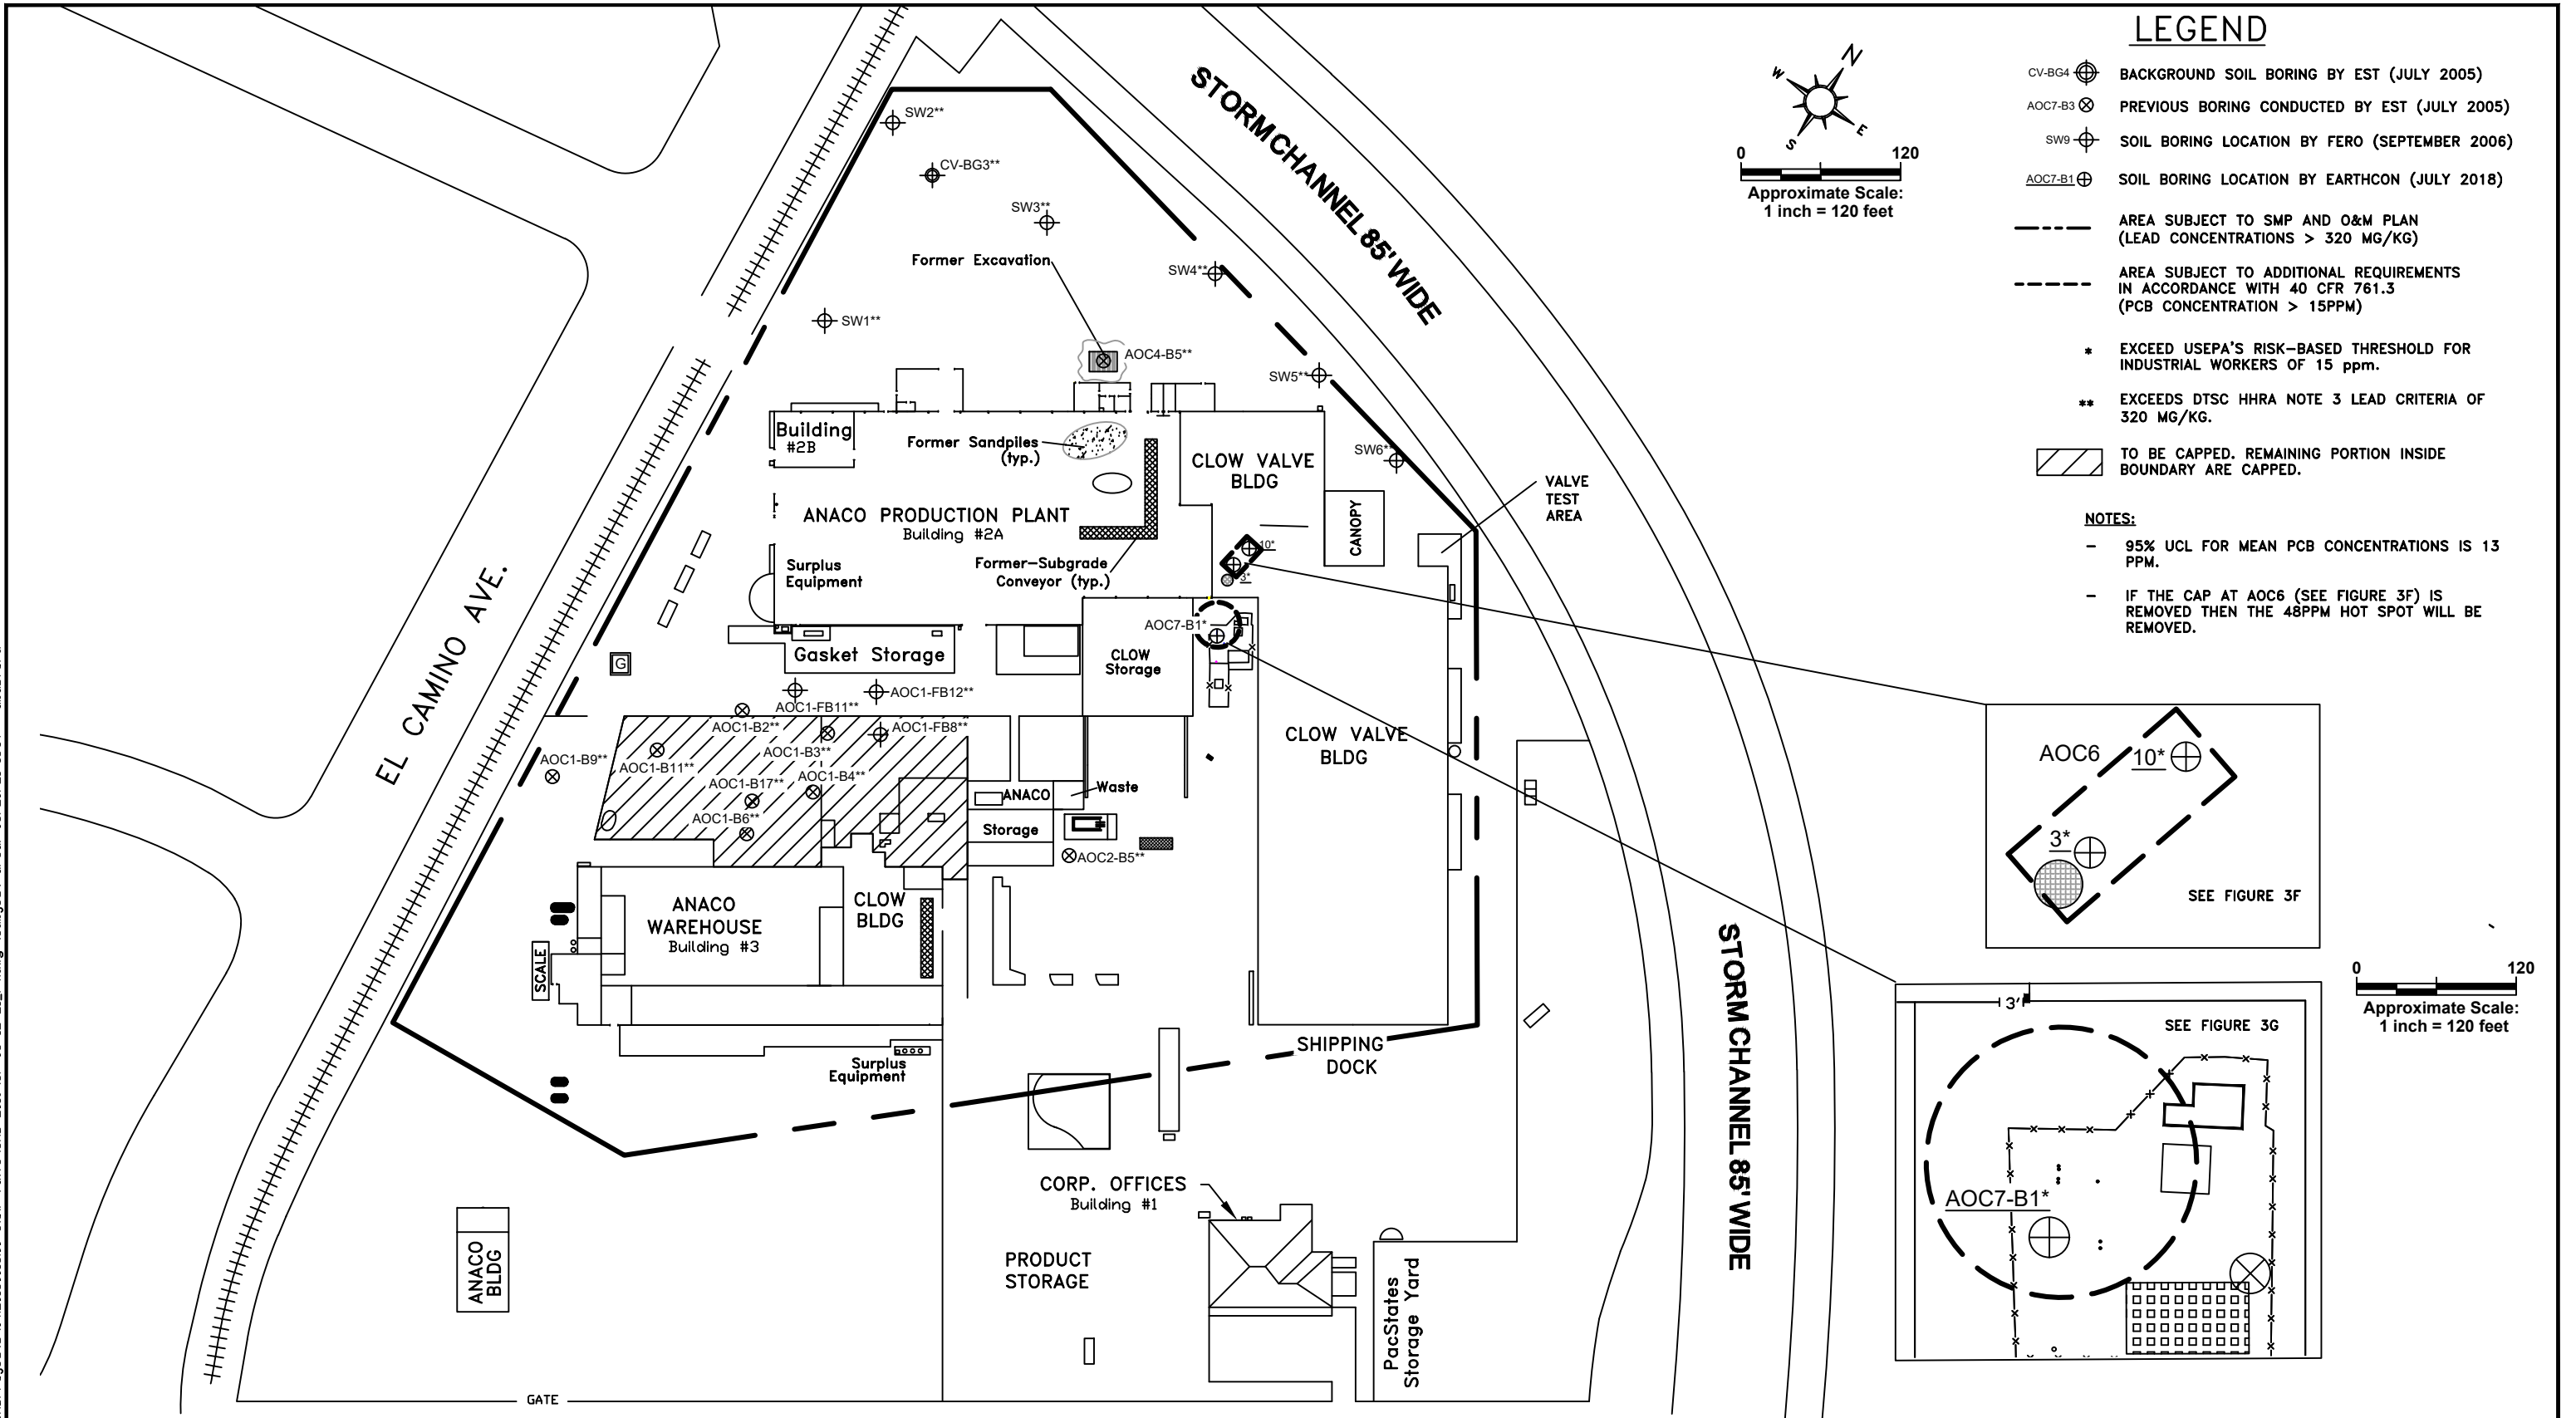 LEGEND
CV-BG4 BACKGROUND SOIL BORING BY EST (JULY 2005)
AOC7-B3 PREVIOUS BORING CONDUCTED BY EST (JULY 2005)
SW9 SOIL BORING LOCATION BY FERO (SEPTEMBER 2006)
AOC7-B1 SOIL BORING LOCATION BY EARTHCON (JULY 2018)
AREA SUBJECT TO SMP AND O&M PLAN
(LEAD CONCENTRATIONS > 320 MG/KG)
AREA SUBJECT TO ADDITIONAL REQUIREMENTS
IN ACCORDANCE WITH 40 CFR 761.3
(PCB CONCENTRATION > 15PPM)
* EXCEED USEPA'S RISK-BASED THRESHOLD FOR
INDUSTRIAL WORKERS OF 15 ppm.
** EXCEEDS DTSC HHRA NOTE 3 LEAD CRITERIA OF
320 MG/KG.
TO BE CAPPED. REMAINING PORTION INSIDE
BOUNDARY ARE CAPPED.
NOTES:
- 95% UCL FOR MEAN PCB CONCENTRATIONS IS 13
PPM.
- IF THE CAP AT AOC6 (SEE FIGURE 3F) IS
REMOVED THEN THE 48PPM HOT SPOT WILL BE
REMOVED.
N
W
E
S
0 120
Approximate Scale:
1 inch = 120 feet
STORM CHANNEL 85' WIDE
SW2**
CV-BG3**
SW3**
Former Excavation
SW4**
SW1**
AOC4-B5**
SW5**
Building
#2B
Former Sandpiles
(typ.)
CLOW VALVE
BLDG
SW6**
VALVE
TEST
AREA
CANOPY
ANACO PRODUCTION PLANT
Building #2A
10*
3*
Surplus
Equipment
Former-Subgrade
Conveyor (typ.)
EL CAMINO AVE.
AOC7-B1*
G
Gasket Storage
CLOW
Storage
AOC1-FB12**
AOC1-FB11**
AOC1-B2**
AOC1-FB8**
AOC1-B3**
AOC1-B9**
AOC1-B11**
AOC1-B4**
AOC1-B17**
AOC1-B6**
CLOW VALVE
BLDG
ANACO
Waste
Storage
AOC2-B5**
ANACO
WAREHOUSE
Building #3
CLOW
BLDG
SCALE
Surplus
Equipment
SHIPPING
DOCK
CORP. OFFICES
Building #1
PRODUCT
STORAGE
ANACO
BLDG
PacStates
Storage Yard
GATE
STORM CHANNEL 85' WIDE
AOC6
10*
3*
SEE FIGURE 3F
0 120
Approximate Scale:
1 inch = 120 feet
3'
SEE FIGURE 3G
AOC7-B1*